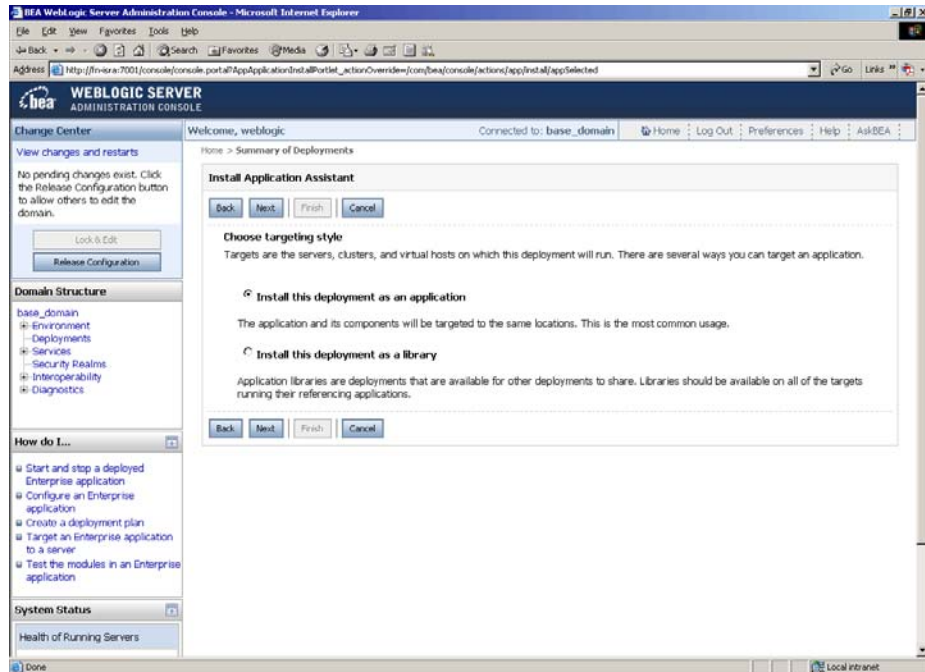 BEA WebLogic Server Administration Console - Microsoft Internet Explorer
File Edit View Favorites Tools Help
Back Search Favorites Media
Address http://fn-isra:7001/console/console.portal?AppApplicationInstallPortlet_actionOverride=/com/bea/console/actions/app/install/appSelected Go Links »
bea WEBLOGIC SERVER
ADMINISTRATION CONSOLE
Change Center
View changes and restarts
No pending changes exist. Click
the Release Configuration button
to allow others to edit the
domain.
Lock & Edit
Release Configuration
Domain Structure
base_domain
Environment
Deployments
Services
Security Realms
Interoperability
Diagnostics
How do I...
Start and stop a deployed
Enterprise application
Configure an Enterprise
application
Create a deployment plan
Target an Enterprise application
to a server
Test the modules in an Enterprise
application
System Status
Health of Running Servers
Welcome, weblogic Connected to: base_domain Home Log Out Preferences Help AskBEA
Home > Summary of Deployments
Install Application Assistant
Back Next Finish Cancel
Choose targeting style
Targets are the servers, clusters, and virtual hosts on which this deployment will run. There are several ways you can target an application.
Install this deployment as an application
The application and its components will be targeted to the same locations. This is the most common usage.
Install this deployment as a library
Application libraries are deployments that are available for other deployments to share. Libraries should be available on all of the targets
running their referencing applications.
Back Next Finish Cancel
Done Local intranet